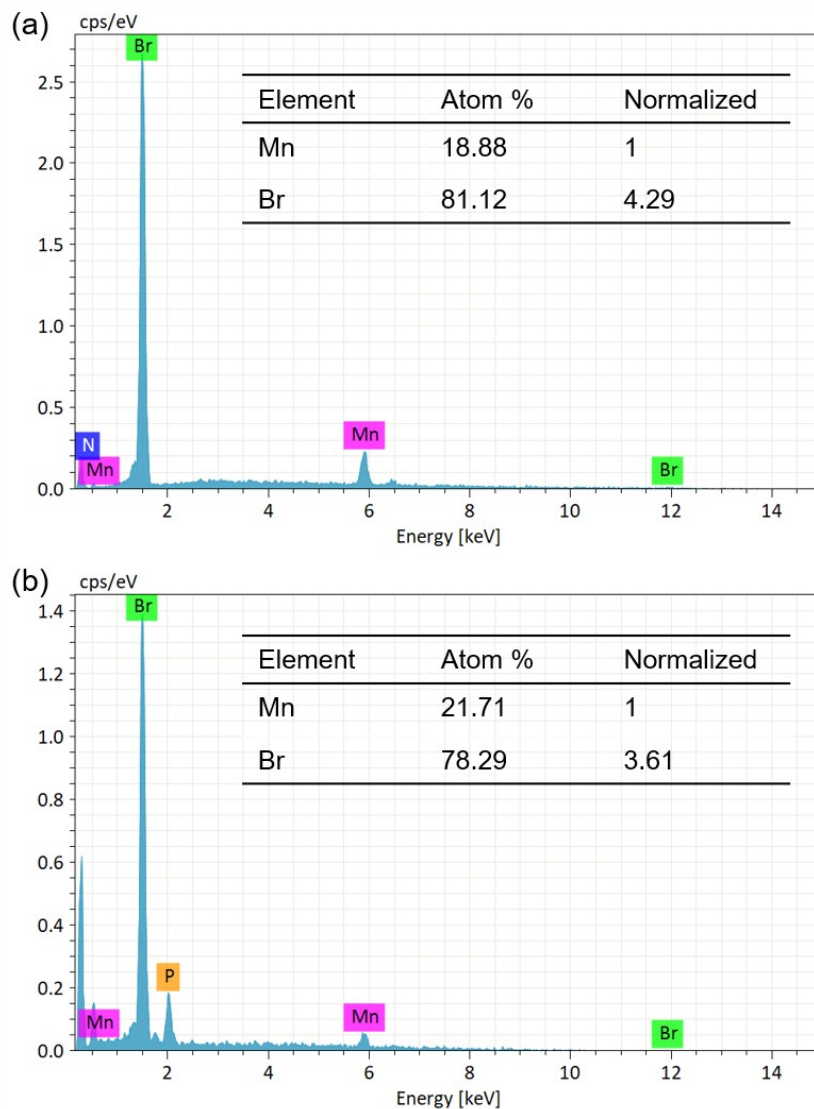 (a)
cps/eV
Br
Element Atom % Normalized
Mn 18.88 1
Br 81.12 4.29
2.5
2.0
1.5
1.0
0.5
0.0
N
Mn
Mn
Br
2 4 6 8 10 12 14
Energy [keV]
(b)
cps/eV
Br
Element Atom % Normalized
Mn 21.71 1
Br 78.29 3.61
1.4
1.2
1.0
0.8
0.6
0.4
0.2
0.0
P
Mn
Mn
Br
2 4 6 8 10 12 14
Energy [keV]